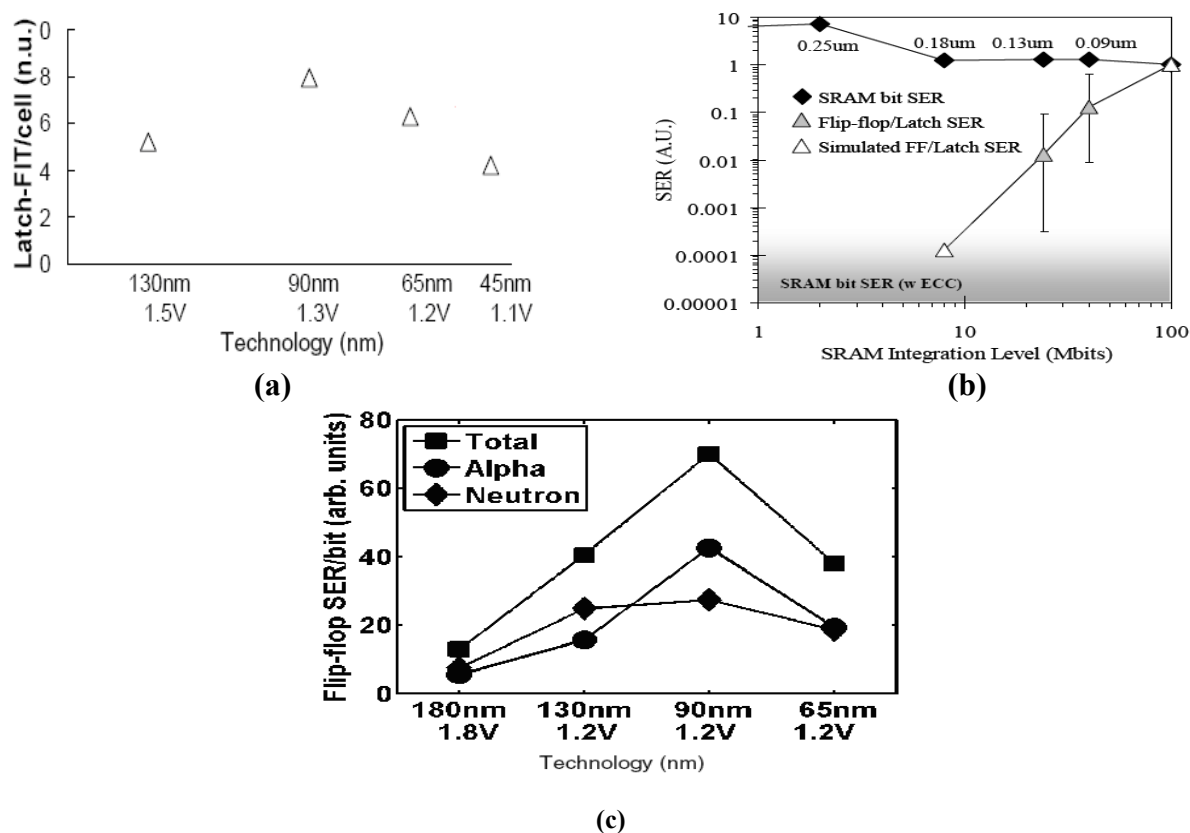 Latch-FIT/cell (n.u.)
0
8
6
4
2
0
130nm 90nm 65nm 45nm
1.5V 1.3V 1.2V 1.1V
Technology (nm)
(a)
SER (A.U.)
10
1
0.1
0.01
0.001
0.0001
0.00001
0.25um 0.18um 0.13um 0.09um
SRAM bit SER
Flip-flop/Latch SER
Simulated FF/Latch SER
SRAM bit SER (w ECC)
1 10 100
SRAM Integration Level (Mbits)
(b)
Flip-flop SER/bit (arb. units)
80
60
40
20
0
Total
Alpha
Neutron
180nm 130nm 90nm 65nm
1.8V 1.2V 1.2V 1.2V
Technology (nm)
(c)